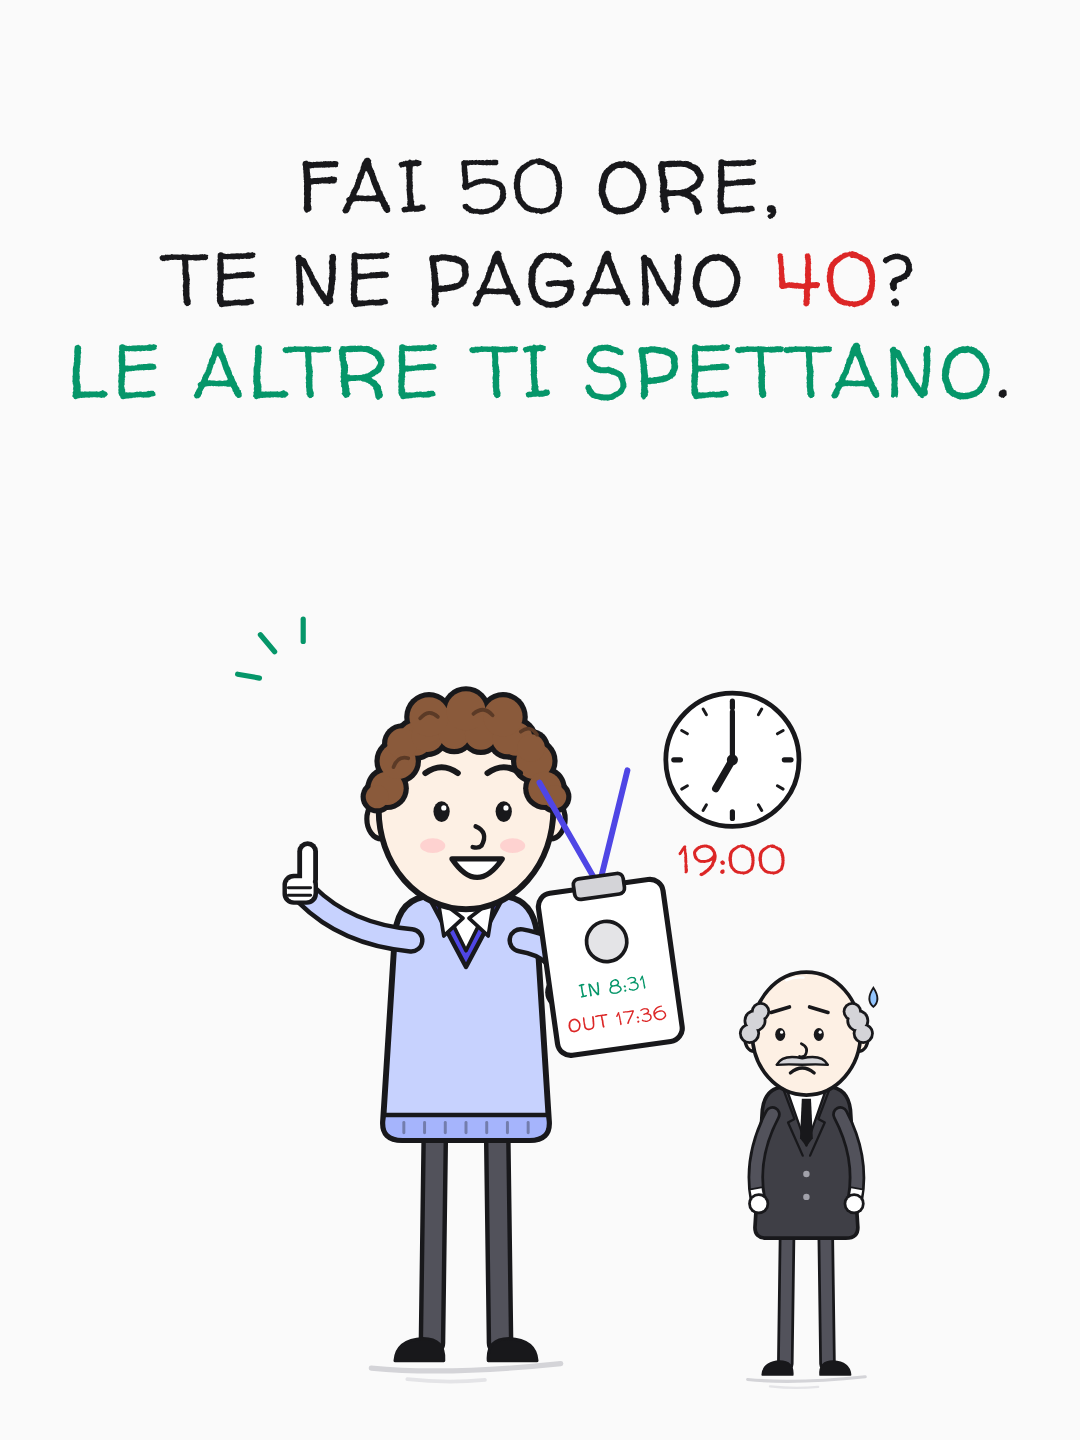 FAI 50 ORE,
TE NE PAGANO 40?
LE ALTRE TI SPETTANO.
19:00
IN 8:31
OUT 17:36